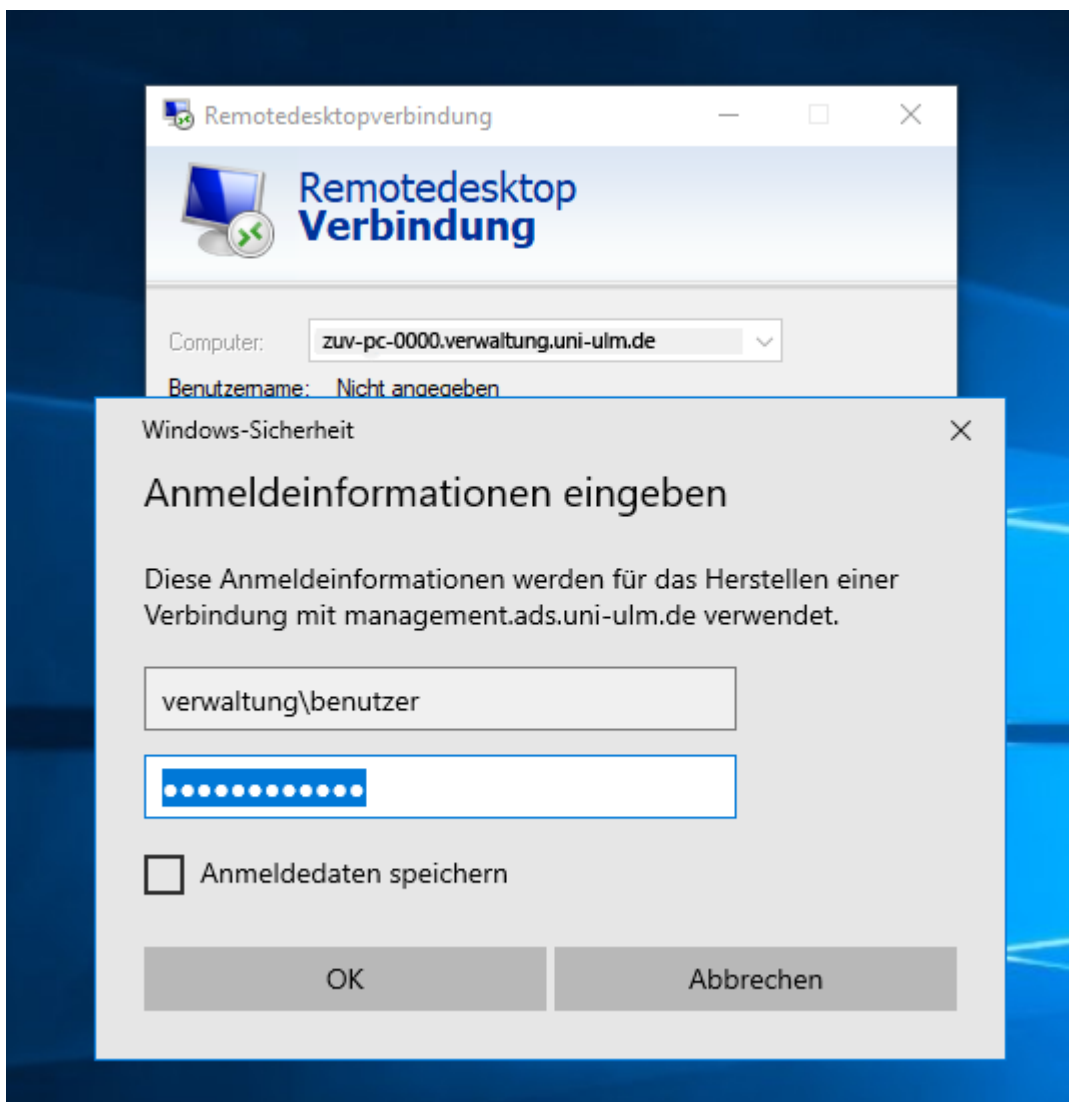 Remotedesktopverbindung
Remotedesktop
Verbindung
Computer: zuv-pc-0000.verwaltung.uni-ulm.de
Benutzername: Nicht angegeben
Windows-Sicherheit
Anmeldeinformationen eingeben
Diese Anmeldeinformationen werden für das Herstellen einer
Verbindung mit management.ads.uni-ulm.de verwendet.
verwaltung\benutzer
●●●●●●●●●●●●
Anmeldedaten speichern
OK Abbrechen